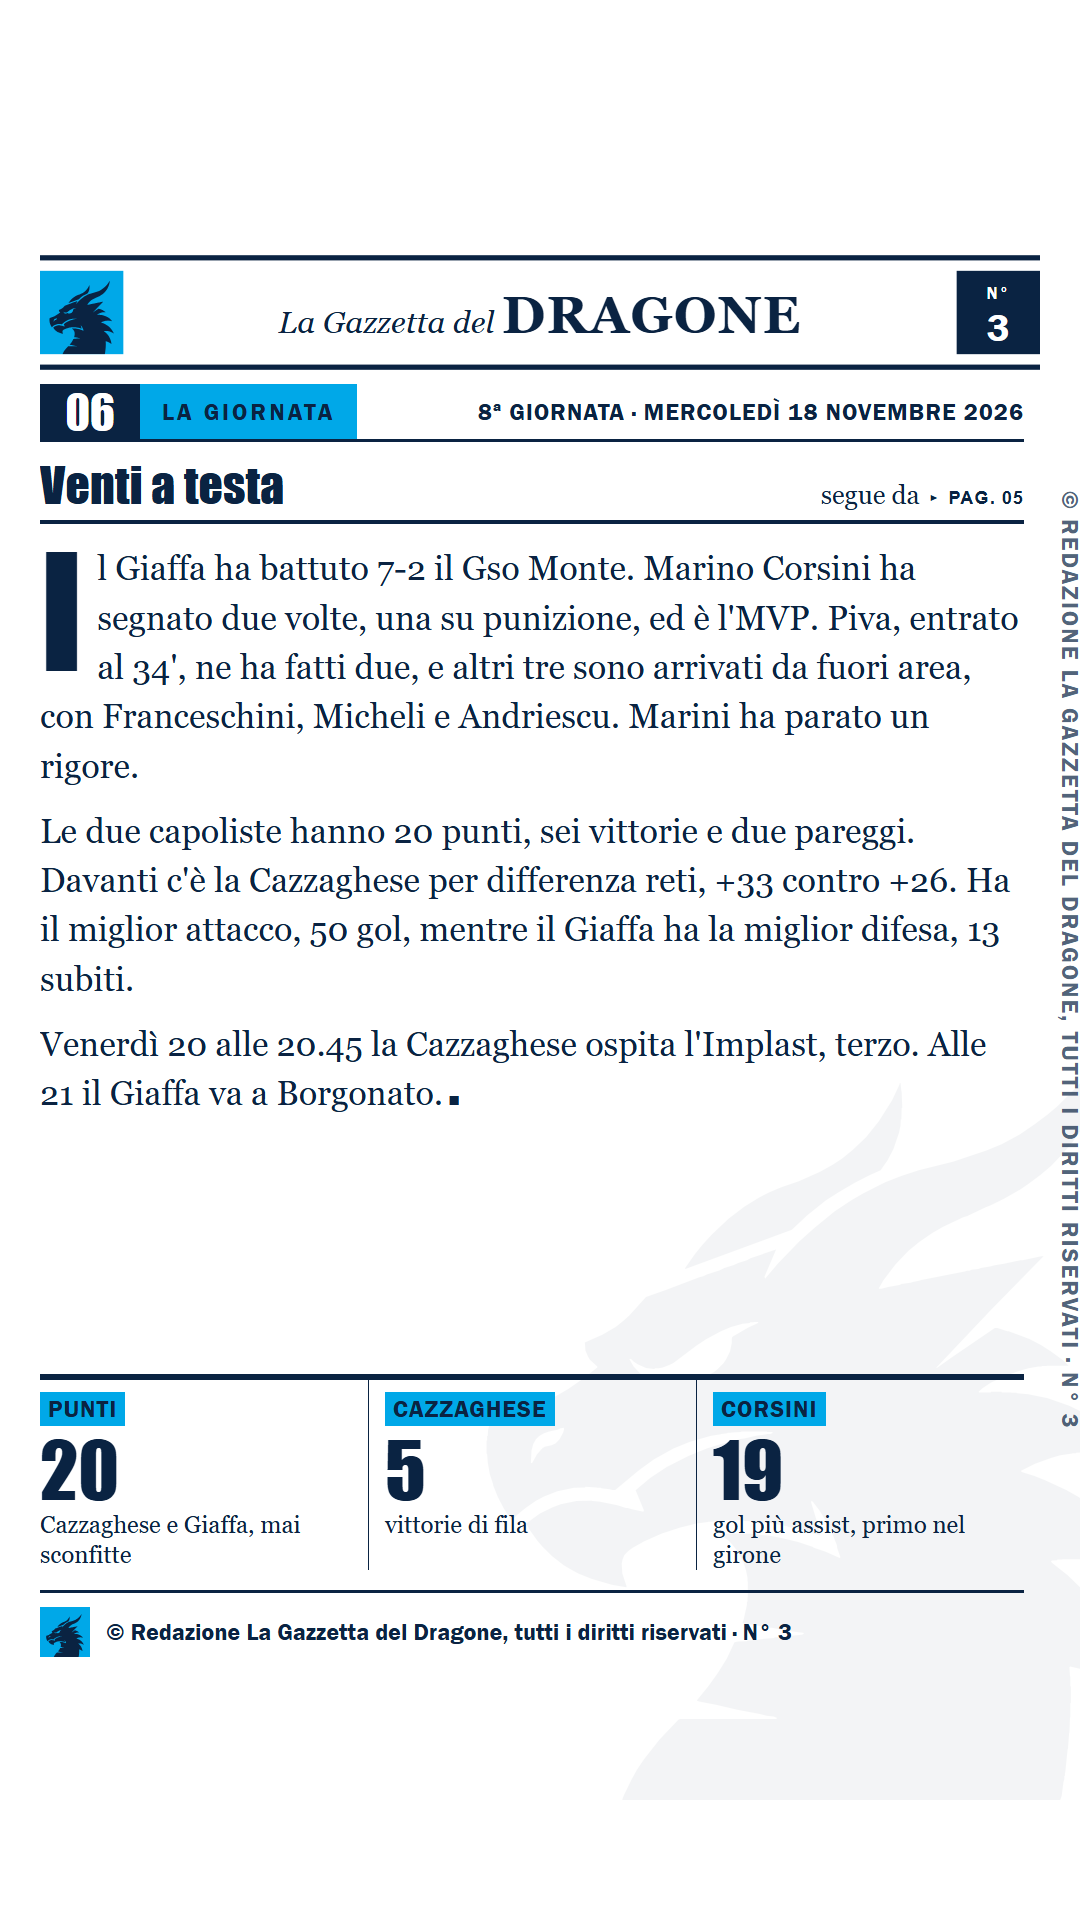 La Gazzetta del DRAGONE
N°
3
06
LA GIORNATA
8ª GIORNATA · MERCOLEDÌ 18 NOVEMBRE 2026
Venti a testa
segue da ▸ PAG. 05
Il Giaffa ha battuto 7-2 il Gso Monte. Marino Corsini ha
segnato due volte, una su punizione, ed è l'MVP. Piva, entrato
al 34', ne ha fatti due, e altri tre sono arrivati da fuori area,
con Franceschini, Micheli e Andriescu. Marini ha parato un
rigore.
Le due capoliste hanno 20 punti, sei vittorie e due pareggi.
Davanti c'è la Cazzaghese per differenza reti, +33 contro +26. Ha
il miglior attacco, 50 gol, mentre il Giaffa ha la miglior difesa, 13
subiti.
Venerdì 20 alle 20.45 la Cazzaghese ospita l'Implast, terzo. Alle
21 il Giaffa va a Borgonato. ■
PUNTI
20
Cazzaghese e Giaffa, mai
sconfitte
CAZZAGHESE
5
vittorie di fila
CORSINI
19
gol più assist, primo nel
girone
© Redazione La Gazzetta del Dragone, tutti i diritti riservati · N° 3
© REDAZIONE LA GAZZETTA DEL DRAGONE, TUTTI I DIRITTI RISERVATI · N° 3